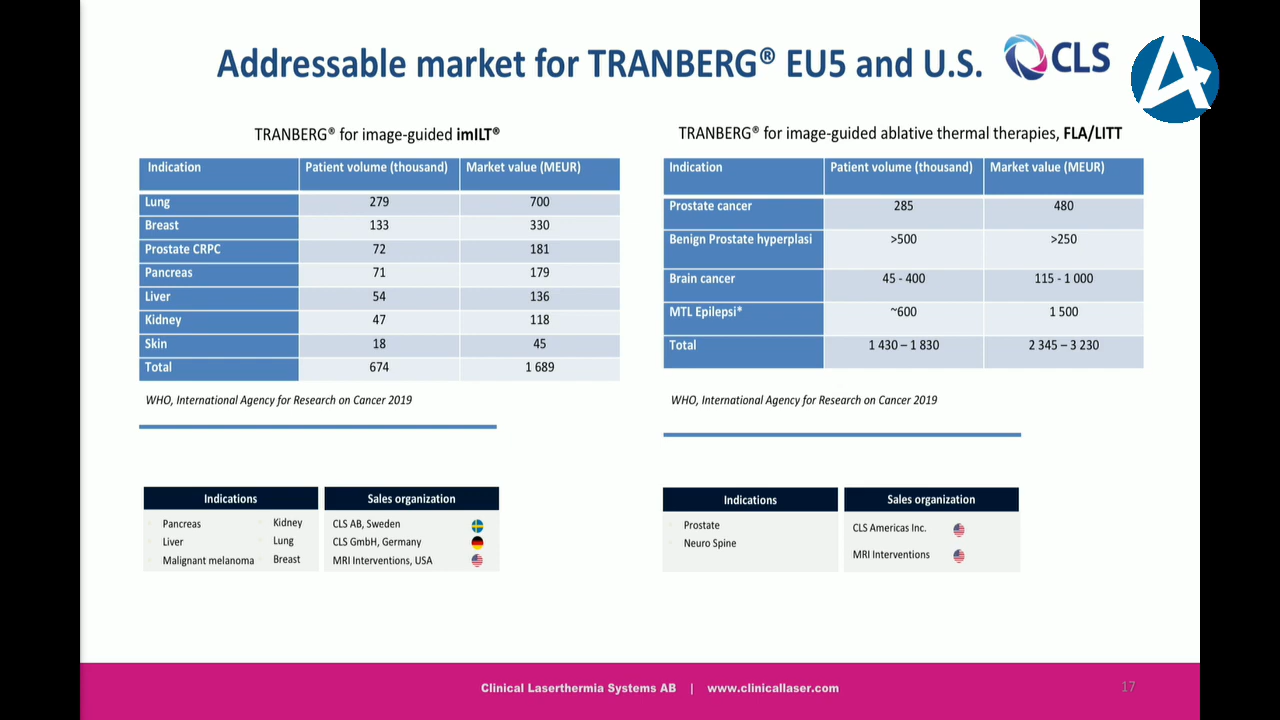 Addressable market for TRANBERG® EU5 and U.S.
CLS
TRANBERG® for image-guided imILT®
Indication Patient volume (thousand) Market value (MEUR)
Lung 279 700
Breast 133 330
Prostate CRPC 72 181
Pancreas 71 179
Liver 54 136
Kidney 47 118
Skin 18 45
Total 674 1 689
WHO, International Agency for Research on Cancer 2019
TRANBERG® for image-guided ablative thermal therapies, FLA/LITT
Indication Patient volume (thousand) Market value (MEUR)
Prostate cancer 285 480
Benign Prostate hyperplasi >500 >250
Brain cancer 45 - 400 115 - 1 000
MTL Epilepsi* ~600 1 500
Total 1 430 – 1 830 2 345 – 3 230
WHO, International Agency for Research on Cancer 2019
Indications Sales organization
Pancreas Kidney CLS AB, Sweden
Liver Lung CLS GmbH, Germany
Malignant melanoma Breast MRI Interventions, USA
Indications Sales organization
Prostate CLS Americas Inc.
Neuro Spine MRI Interventions
Clinical Laserthermia Systems AB | www.clinicallaser.com
17